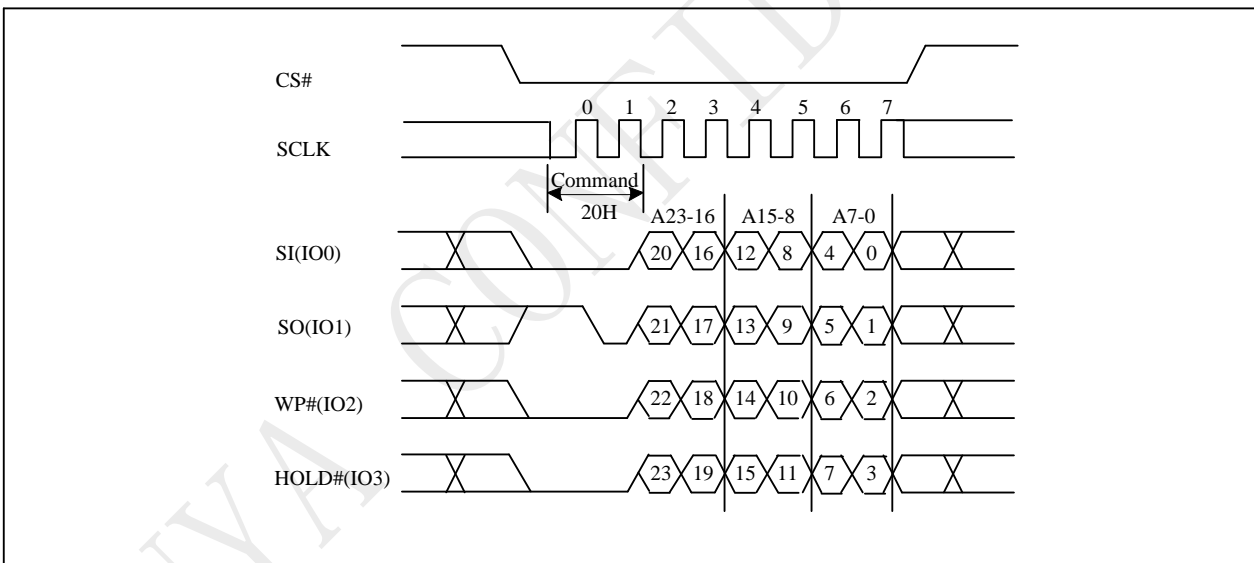 CS#
0 1 2 3 4 5 6 7
SCLK
Command
20H
A23-16 A15-8 A7-0
SI(IO0) 20 16 12 8 4 0
SO(IO1) 21 17 13 9 5 1
WP#(IO2) 22 18 14 10 6 2
HOLD#(IO3) 23 19 15 11 7 3
YA CONFID